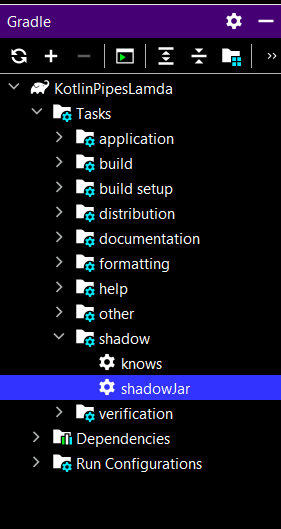 Gradle
KotlinPipesLamda
Tasks
application
build
build setup
distribution
documentation
formatting
help
other
shadow
knows
shadowJar
verification
Dependencies
Run Configurations